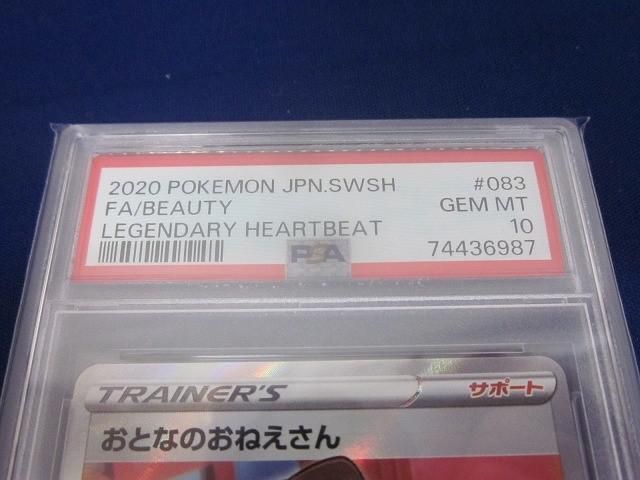 2020 POKEMON JPN.SWSH #083
FA/BEAUTY GEM MT
LEGENDARY HEARTBEAT 10
PSA 74436987
TRAINER'S サポート
おとなのおねえさん